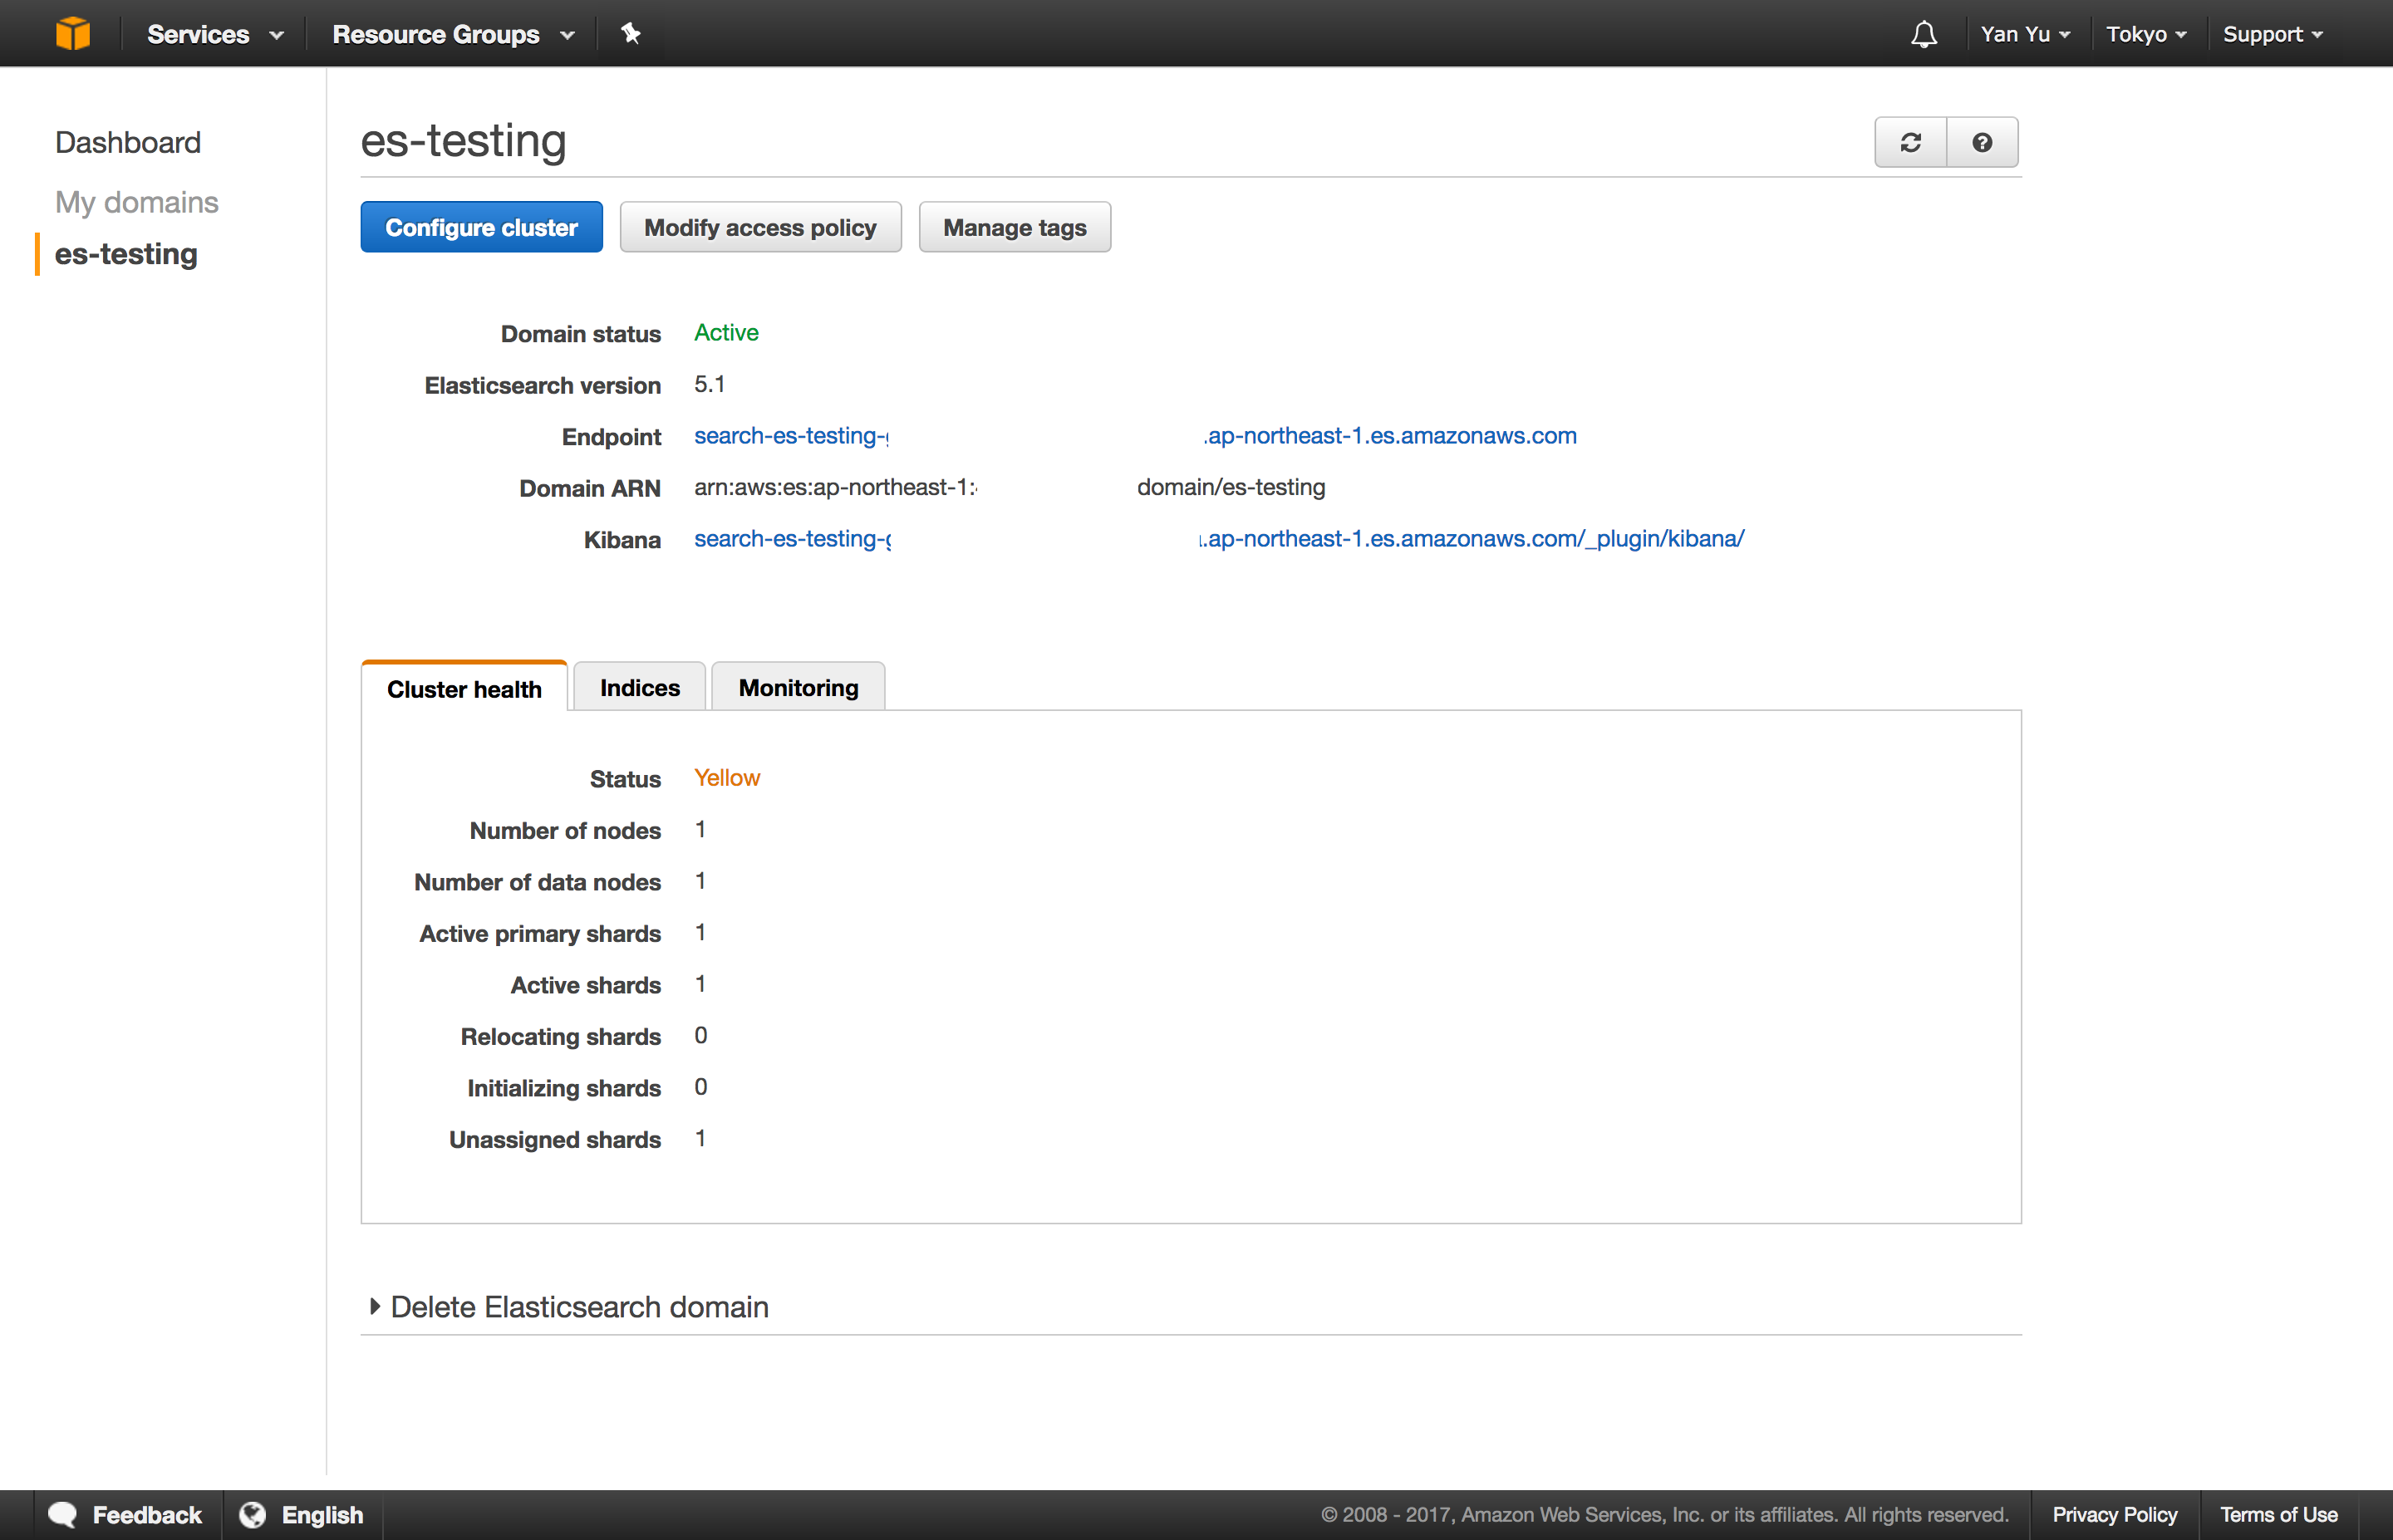 Services Resource Groups Yan Yu Tokyo Support
Dashboard
My domains
es-testing
es-testing
Configure cluster Modify access policy Manage tags
Domain status Active
Elasticsearch version 5.1
Endpoint search-es-testing- .ap-northeast-1.es.amazonaws.com
Domain ARN arn:aws:es:ap-northeast-1: domain/es-testing
Kibana search-es-testing- .ap-northeast-1.es.amazonaws.com/_plugin/kibana/
Cluster health Indices Monitoring
Status Yellow
Number of nodes 1
Number of data nodes 1
Active primary shards 1
Active shards 1
Relocating shards 0
Initializing shards 0
Unassigned shards 1
Delete Elasticsearch domain
Feedback English © 2008 - 2017, Amazon Web Services, Inc. or its affiliates. All rights reserved. Privacy Policy Terms of Use